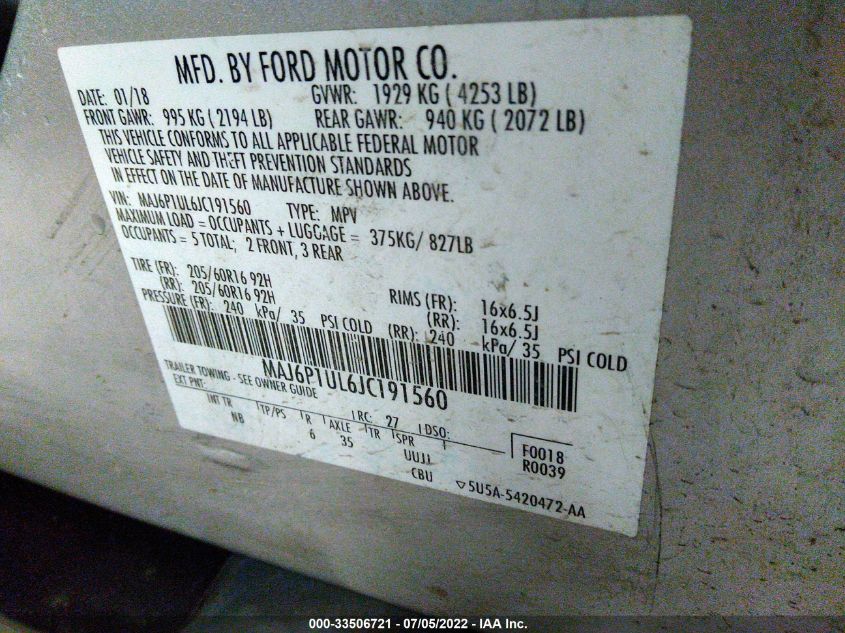 MFD. BY FORD MOTOR CO.
DATE: 01/18 GVWR: 1929 KG ( 4253 LB)
FRONT GAWR: 995 KG ( 2194 LB) REAR GAWR: 940 KG ( 2072 LB)
THIS VEHICLE CONFORMS TO ALL APPLICABLE FEDERAL MOTOR
VEHICLE SAFETY AND THEFT PREVENTION STANDARDS
IN EFFECT ON THE DATE OF MANUFACTURE SHOWN ABOVE.
VIN: MAJ6P1UL6JC191560 TYPE: MPV
MAXIMUM LOAD = OCCUPANTS + LUGGAGE = 375KG/ 827LB
OCCUPANTS = 5 TOTAL; 2 FRONT, 3 REAR
TIRE (FR): 205/60R16 92H RIMS (FR): 16x6.5J
(RR): 205/60R16 92H (RR): 16x6.5J
PRESSURE (FR): 240 kPa/ 35 PSI COLD (RR): 240 kPa/ 35 PSI COLD
MAJ6P1UL6JC191560
TRAILER TOWING - SEE OWNER GUIDE
EXT PNT: RC: 27 DSO:
INT TR TP/PS R AXLE TR SPR
NB 6 35 UUJ1
CBU
F0018
R0039
▽5U5A-5420472-AA
000-33506721 - 07/05/2022 - IAA Inc.